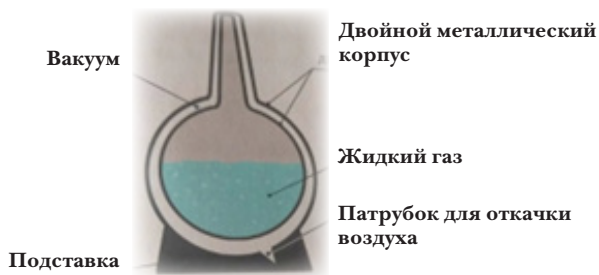 Вакуум
Двойной металлический
корпус
Жидкий газ
Патрубок для откачки
воздуха
Подставка